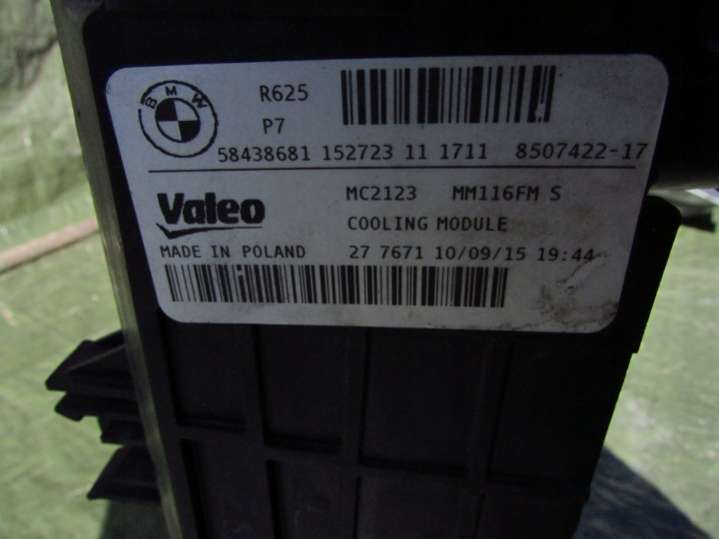 BMW R625
P7
58438681 152723 11 1711 8507422-17
Valeo MC2123 MM116FM S
COOLING MODULE
MADE IN POLAND 27 7671 10/09/15 19:44